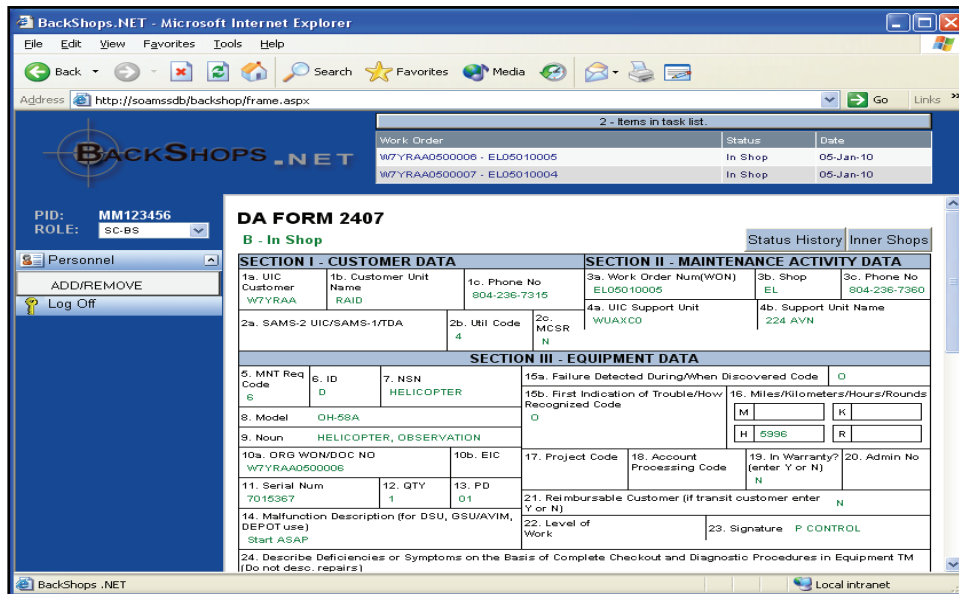 BackShops.NET - Microsoft Internet Explorer
File Edit View Favorites Tools Help
Back Search Favorites Media
Address http://soamssdb/backshop/frame.aspx Go Links »
BACKSHOPS.NET
2 - Items in task list.
Work Order Status Date
W7YRAA0500006 - EL05010005 In Shop 05-Jan-10
W7YRAA0500007 - EL05010004 In Shop 05-Jan-10
PID: MM123456
ROLE: SC-BS
Personnel
ADD/REMOVE
Log Off
DA FORM 2407
B - In Shop
Status History Inner Shops
SECTION I - CUSTOMER DATA
1a. UIC Customer
W7YRAA
1b. Customer Unit Name
RAID
1c. Phone No
804-236-7315
2a. SAMS-2 UIC/SAMS-1/TDA
2b. Util Code
4
2c. MCSR
N
SECTION II - MAINTENANCE ACTIVITY DATA
3a. Work Order Num(WON)
EL05010005
3b. Shop
EL
3c. Phone No
804-236-7360
4a. UIC Support Unit
WUAXC0
4b. Support Unit Name
224 AVN
SECTION III - EQUIPMENT DATA
5. MNT Req Code
6
6. ID
D
7. NSN
HELICOPTER
8. Model OH-58A
9. Noun HELICOPTER, OBSERVATION
10a. ORG WON/DOC NO
W7YRAA0500006
10b. EIC
11. Serial Num
7015367
12. QTY
1
13. PD
01
14. Malfunction Description (for DSU, GSU/AVIM,
DEPOT use)
Start ASAP
15a. Failure Detected During/When Discovered Code O
15b. First Indication of Trouble/How
Recognized Code
O
16. Miles/Kilometers/Hours/Rounds
M K
H 5996 R
17. Project Code
18. Account
Processing Code
19. In Warranty?
(enter Y or N)
N
20. Admin No
21. Reimbursable Customer (if transit customer enter
Y or N) N
22. Level of
Work
23. Signature P CONTROL
24. Describe Deficiencies or Symptoms on the Basis of Complete Checkout and Diagnostic Procedures in Equipment TM
(Do not desc. repairs)
BackShops .NET Local intranet